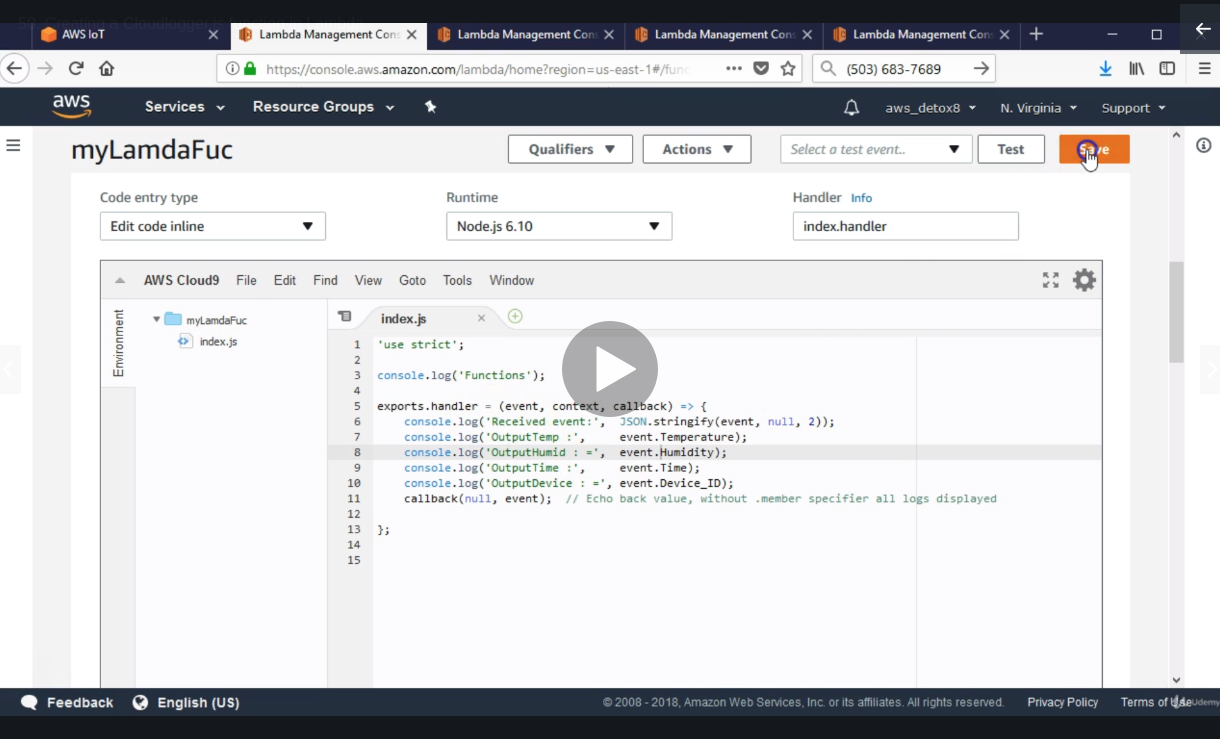 AWS IoT
Lambda Management Cons
Lambda Management Con
Lambda Management Cons
Lambda Management Con
https://console.aws.amazon.com/lambda/home?region=us-east-1#/func
(503) 683-7689
aws Services Resource Groups aws_detox8 N. Virginia Support
myLamdaFuc
Qualifiers Actions Select a test event.. Test Save
Code entry type Runtime Handler Info
Edit code inline Node.js 6.10 index.handler
AWS Cloud9 File Edit Find View Goto Tools Window
Environment
myLamdaFuc
index.js
index.js
1 'use strict';
2
3 console.log('Functions');
4
5 exports.handler = (event, context, callback) => {
6 console.log('Received event:', JSON.stringify(event, null, 2));
7 console.log('OutputTemp :', event.Temperature);
8 console.log('OutputHumid : =', event.Humidity);
9 console.log('OutputTime :', event.Time);
10 console.log('OutputDevice : =', event.Device_ID);
11 callback(null, event); // Echo back value, without .member specifier all logs displayed
12
13 };
14
15
Feedback English (US) © 2008 - 2018, Amazon Web Services, Inc. or its affiliates. All rights reserved. Privacy Policy Terms of Use
Udemy